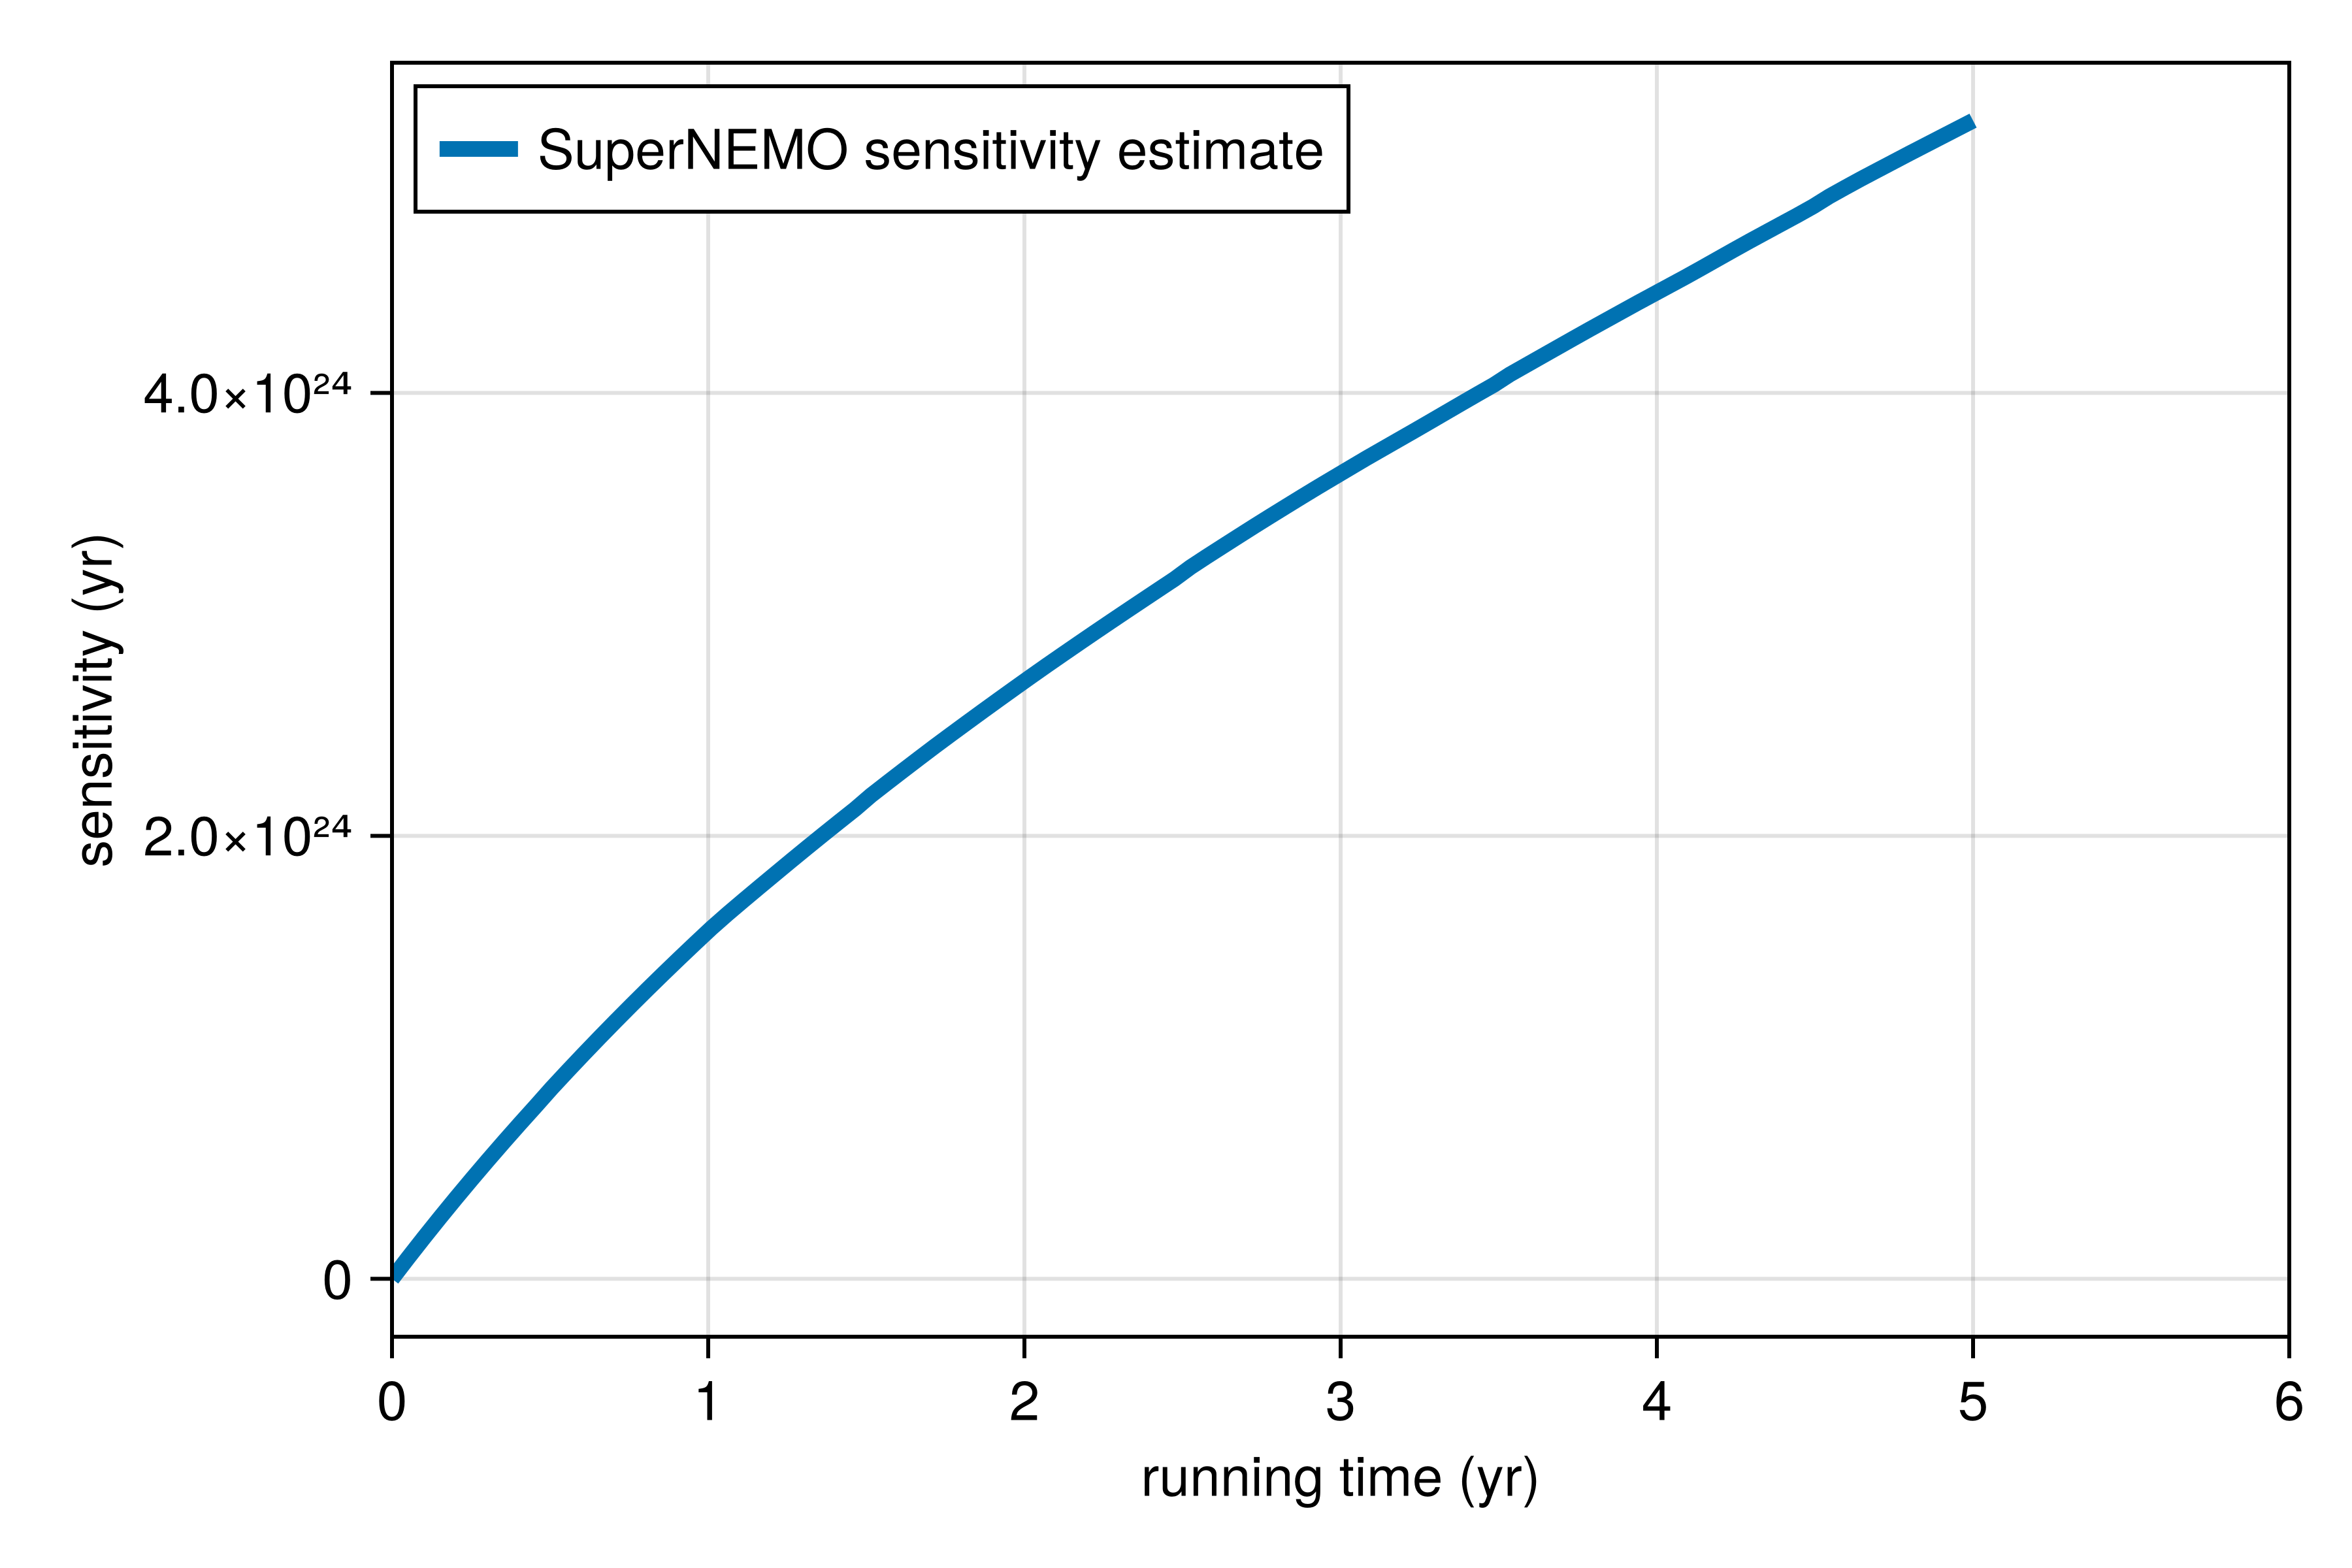 SuperNEMO sensitivity estimate
4.0×10²⁴
sensitivity (yr)
2.0×10²⁴
0
0 1 2 3 4 5 6
running time (yr)